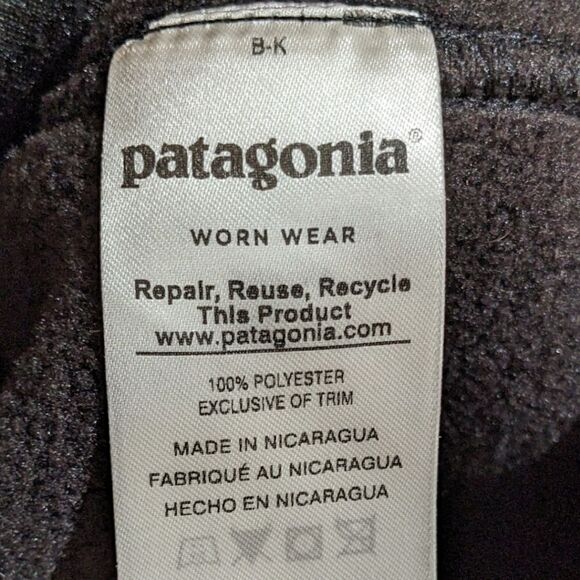 B-K
patagonia®
WORN WEAR
Repair, Reuse, Recycle
This Product
www.patagonia.com
100% POLYESTER
EXCLUSIVE OF TRIM
MADE IN NICARAGUA
FABRIQUÉ AU NICARAGUA
HECHO EN NICARAGUA